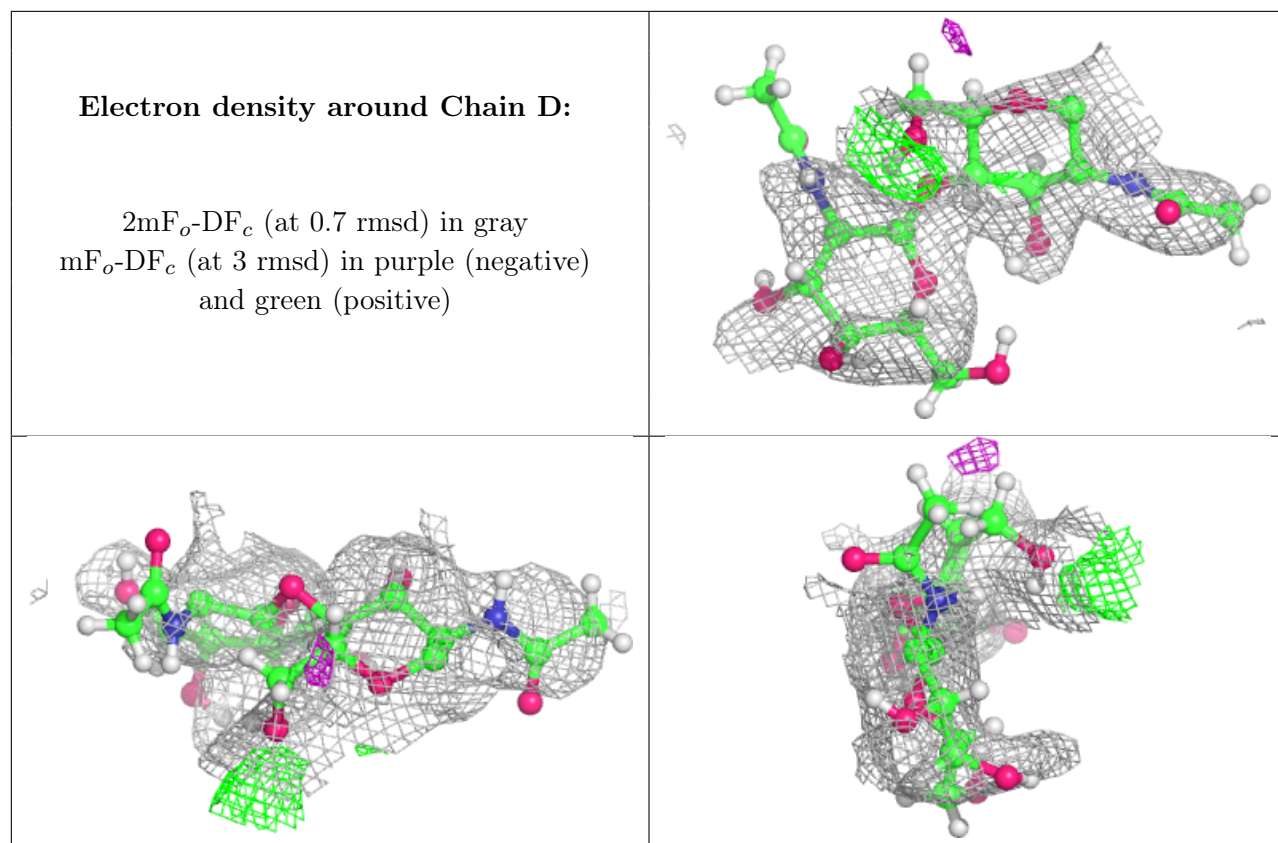 Electron density around Chain D:
2mFo-DFc (at 0.7 rmsd) in gray
mFo-DFc (at 3 rmsd) in purple (negative)
and green (positive)